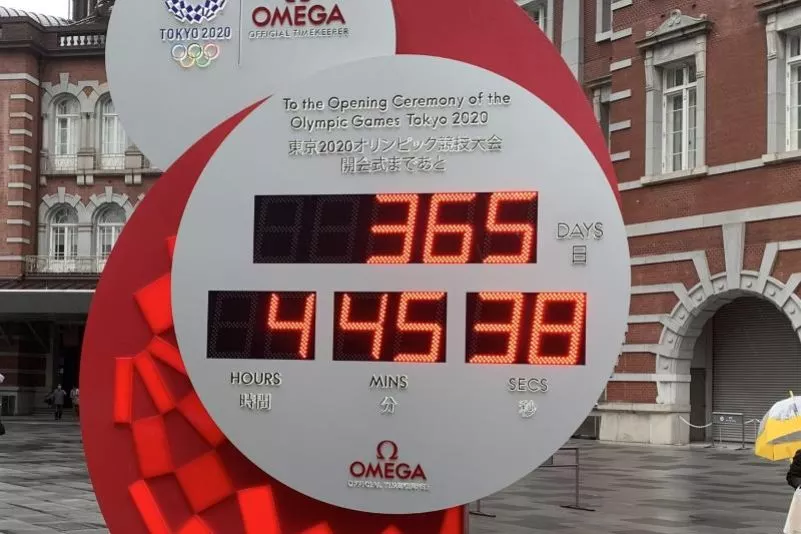 TOKYO 2020
Ω
OMEGA
OFFICIAL TIMEKEEPER
To the Opening Ceremony of the
Olympic Games Tokyo 2020
東京2020オリンピック競技大会
開会式まであと
365
DAYS
日
4 45 38
HOURS MINS SECS
時間 分 秒
Ω
OMEGA
OFFICIAL TIMEKEEPER